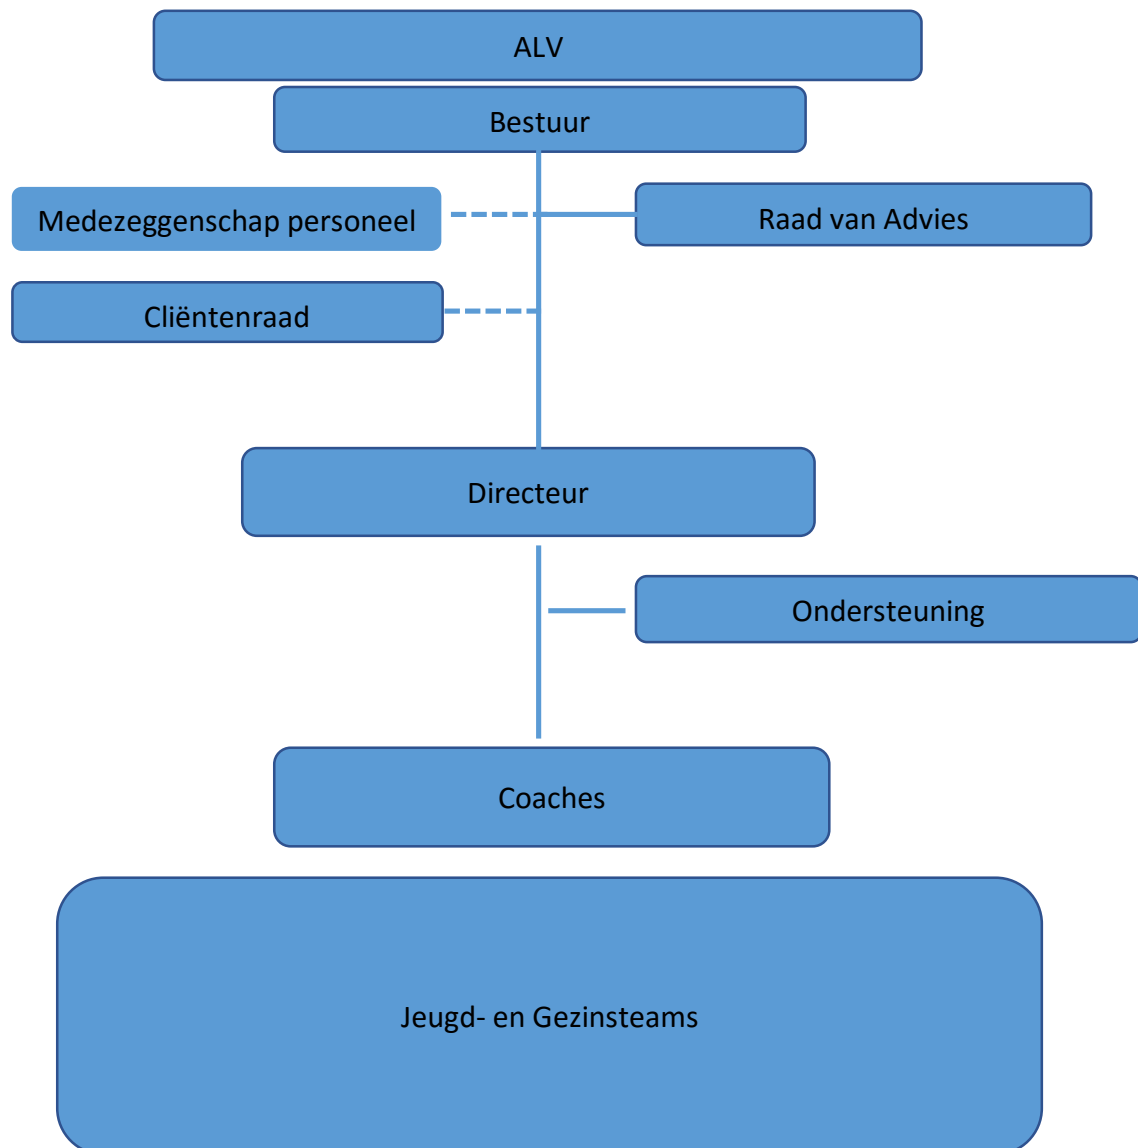 ALV
Bestuur
Medezeggenschap personeel
Raad van Advies
Cliëntenraad
Directeur
Ondersteuning
Coaches
Jeugd- en Gezinsteams